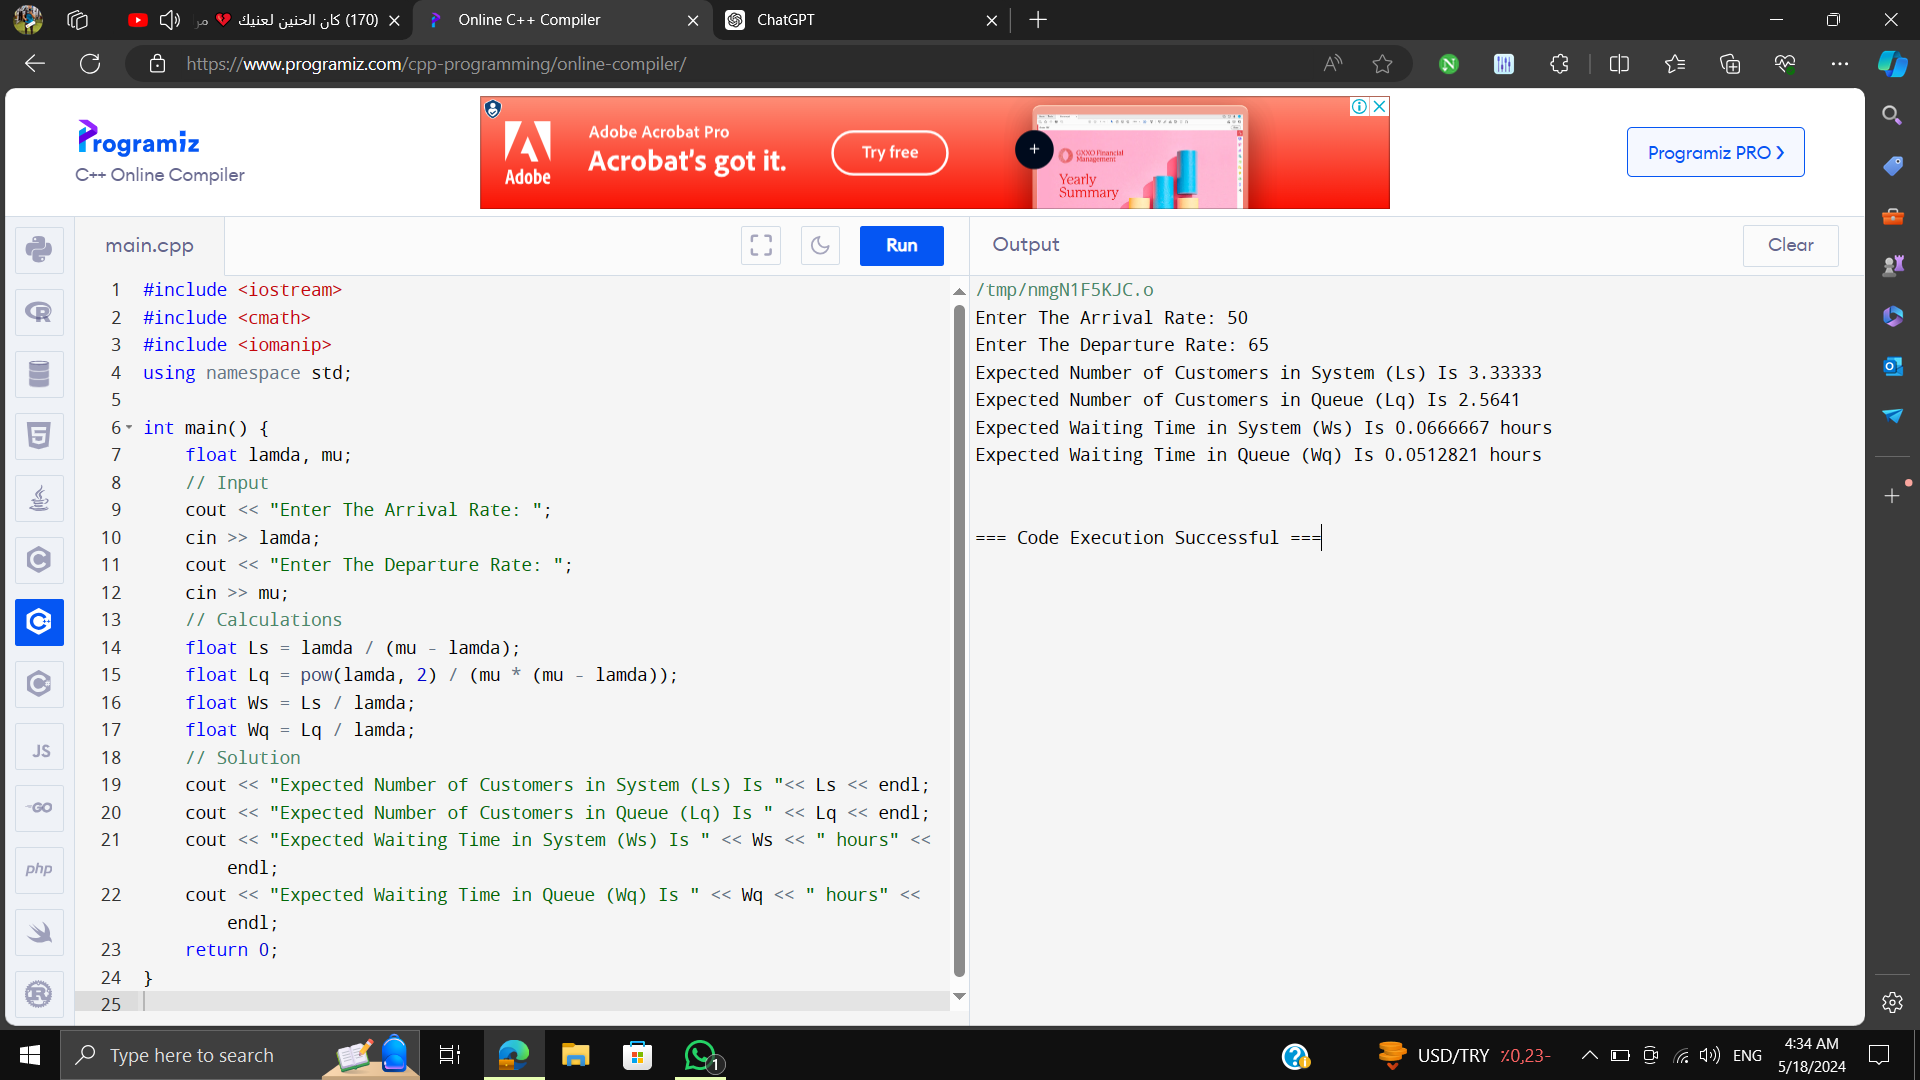 (170) كان الحنين لعنيك 💔 مر
Online C++ Compiler
ChatGPT
https://www.programiz.com/cpp-programming/online-compiler/
Programiz
C++ Online Compiler
Adobe
Adobe Acrobat Pro
Acrobat's got it.
Try free
GXXO Financial
Management
Yearly
Summary
Programiz PRO
main.cpp
Run
Output
Clear
1 #include <iostream>
2 #include <cmath>
3 #include <iomanip>
4 using namespace std;
5
6 int main() {
7 float lamda, mu;
8 // Input
9 cout << "Enter The Arrival Rate: ";
10 cin >> lamda;
11 cout << "Enter The Departure Rate: ";
12 cin >> mu;
13 // Calculations
14 float Ls = lamda / (mu - lamda);
15 float Lq = pow(lamda, 2) / (mu * (mu - lamda));
16 float Ws = Ls / lamda;
17 float Wq = Lq / lamda;
18 // Solution
19 cout << "Expected Number of Customers in System (Ls) Is "<< Ls << endl;
20 cout << "Expected Number of Customers in Queue (Lq) Is " << Lq << endl;
21 cout << "Expected Waiting Time in System (Ws) Is " << Ws << " hours" <<
endl;
22 cout << "Expected Waiting Time in Queue (Wq) Is " << Wq << " hours" <<
endl;
23 return 0;
24 }
25
/tmp/nmgN1F5KJC.o
Enter The Arrival Rate: 50
Enter The Departure Rate: 65
Expected Number of Customers in System (Ls) Is 3.33333
Expected Number of Customers in Queue (Lq) Is 2.5641
Expected Waiting Time in System (Ws) Is 0.0666667 hours
Expected Waiting Time in Queue (Wq) Is 0.0512821 hours
=== Code Execution Successful ===
JS
GO
php
Type here to search
1
USD/TRY
٪0,23-
ENG
4:34 AM
5/18/2024